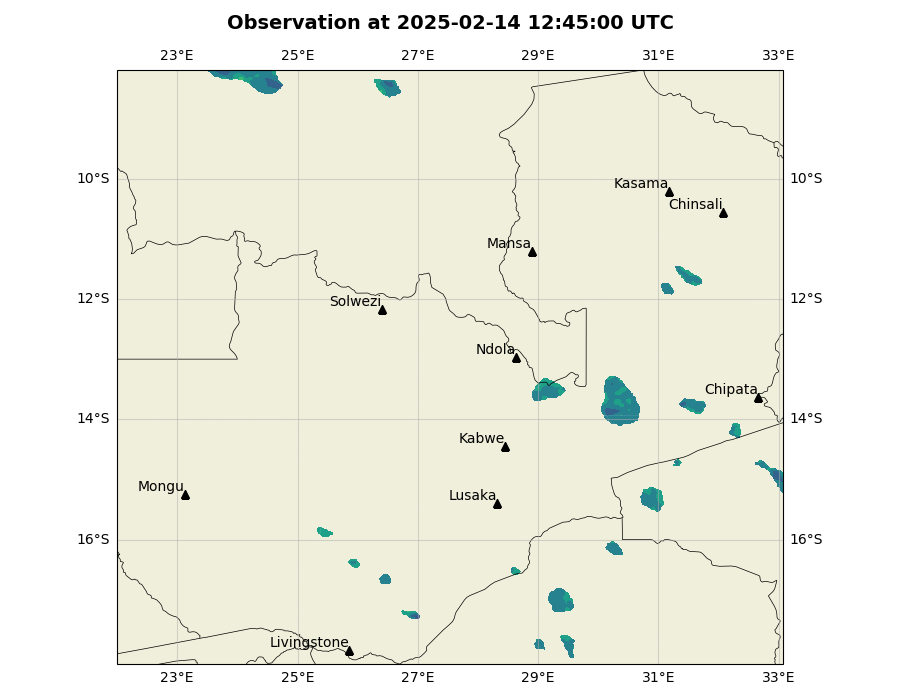 Observation at 2025-02-14 12:45:00 UTC
23°E 25°E 27°E 29°E 31°E 33°E
10°S 10°S
Kasama
Chinsali
Mansa
12°S 12°S
Solwezi
Ndola
Chipata
14°S 14°S
Kabwe
Mongu
Lusaka
16°S 16°S
Livingstone
23°E 25°E 27°E 29°E 31°E 33°E